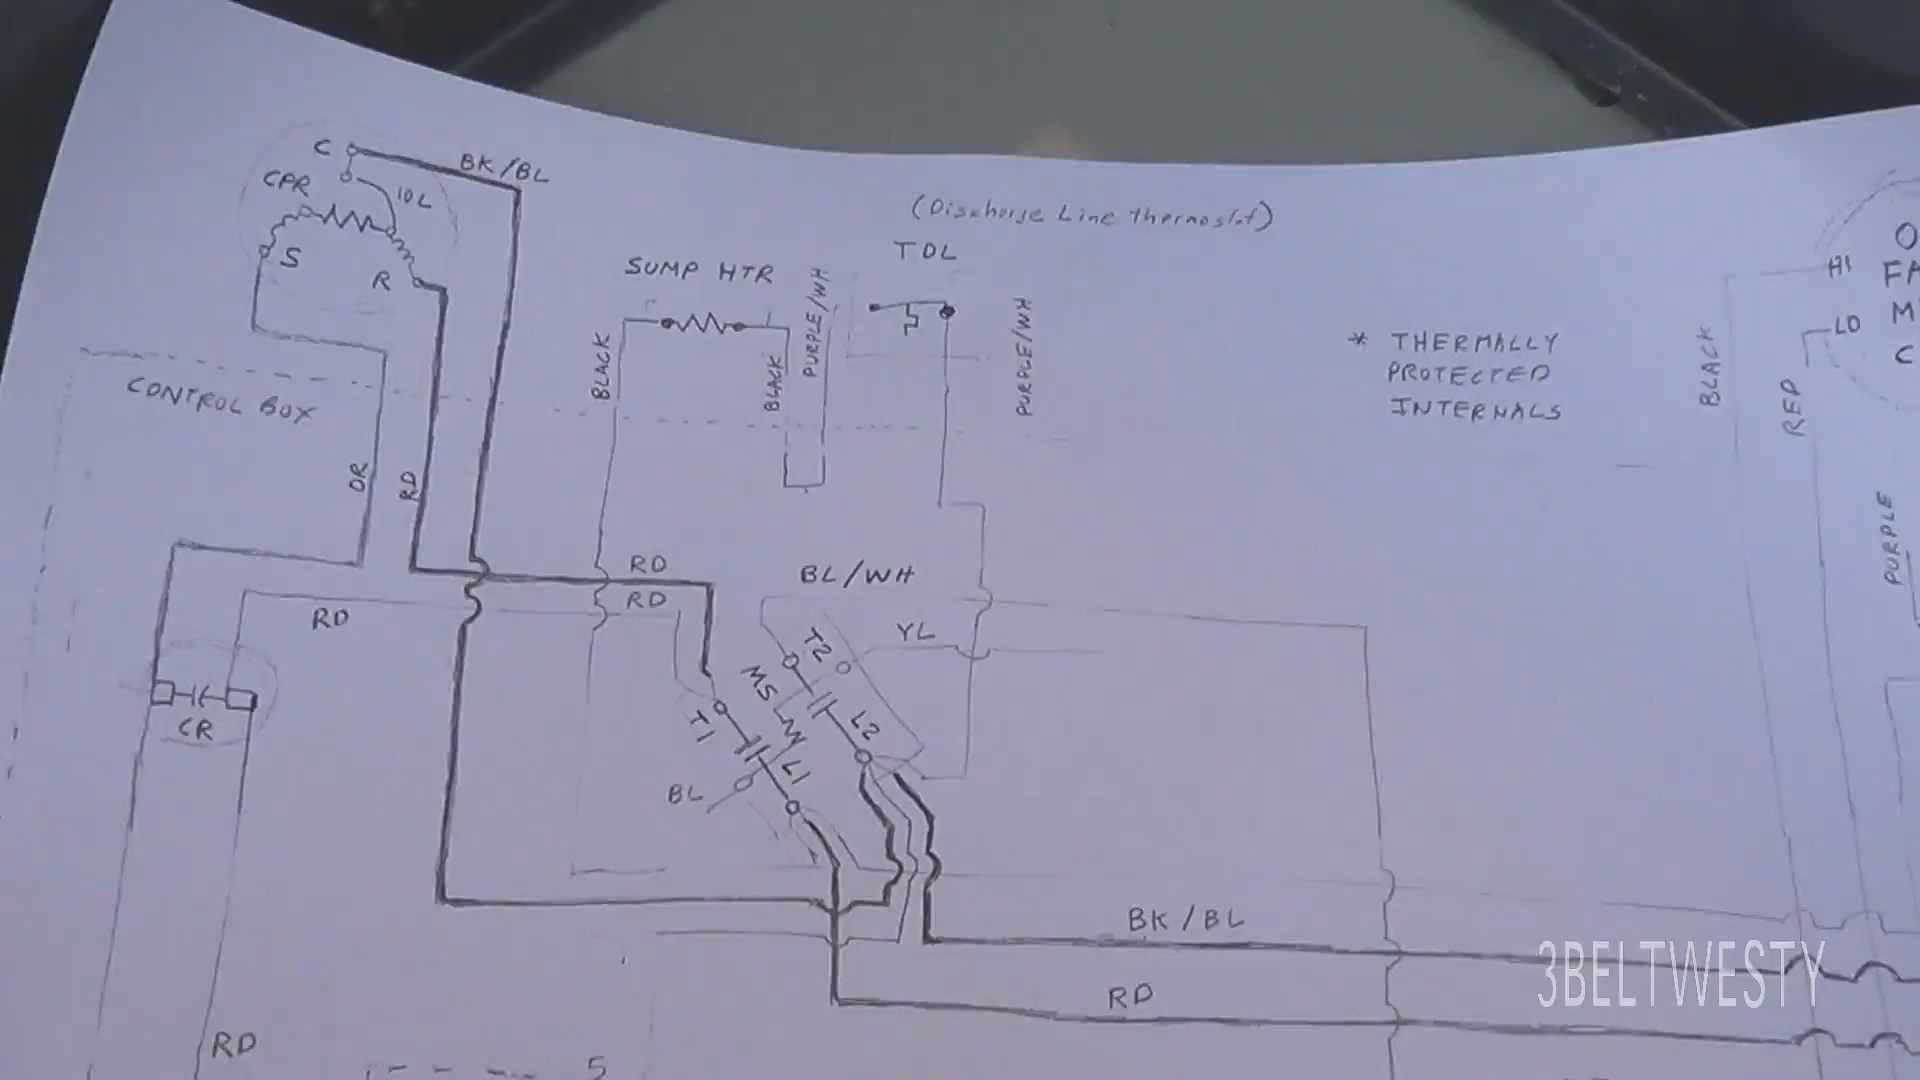 C
BK/BL
CPR
IOL
S
R
(Discharge Line thermostat)
TDL
SUMP HTR
PURPLE/WH
BLACK
BLACK
PURPLE/WH
* THERMALLY
PROTECTED
INTERNALS
HI
LO
BLACK
RED
PURPLE
CONTROL BOX
OR
RD
RD
RD
RD
BL/WH
YL
T2
MS
L2
T1
L1
BL
CR
BK/BL
RD
RD
5
3BELTWESTY